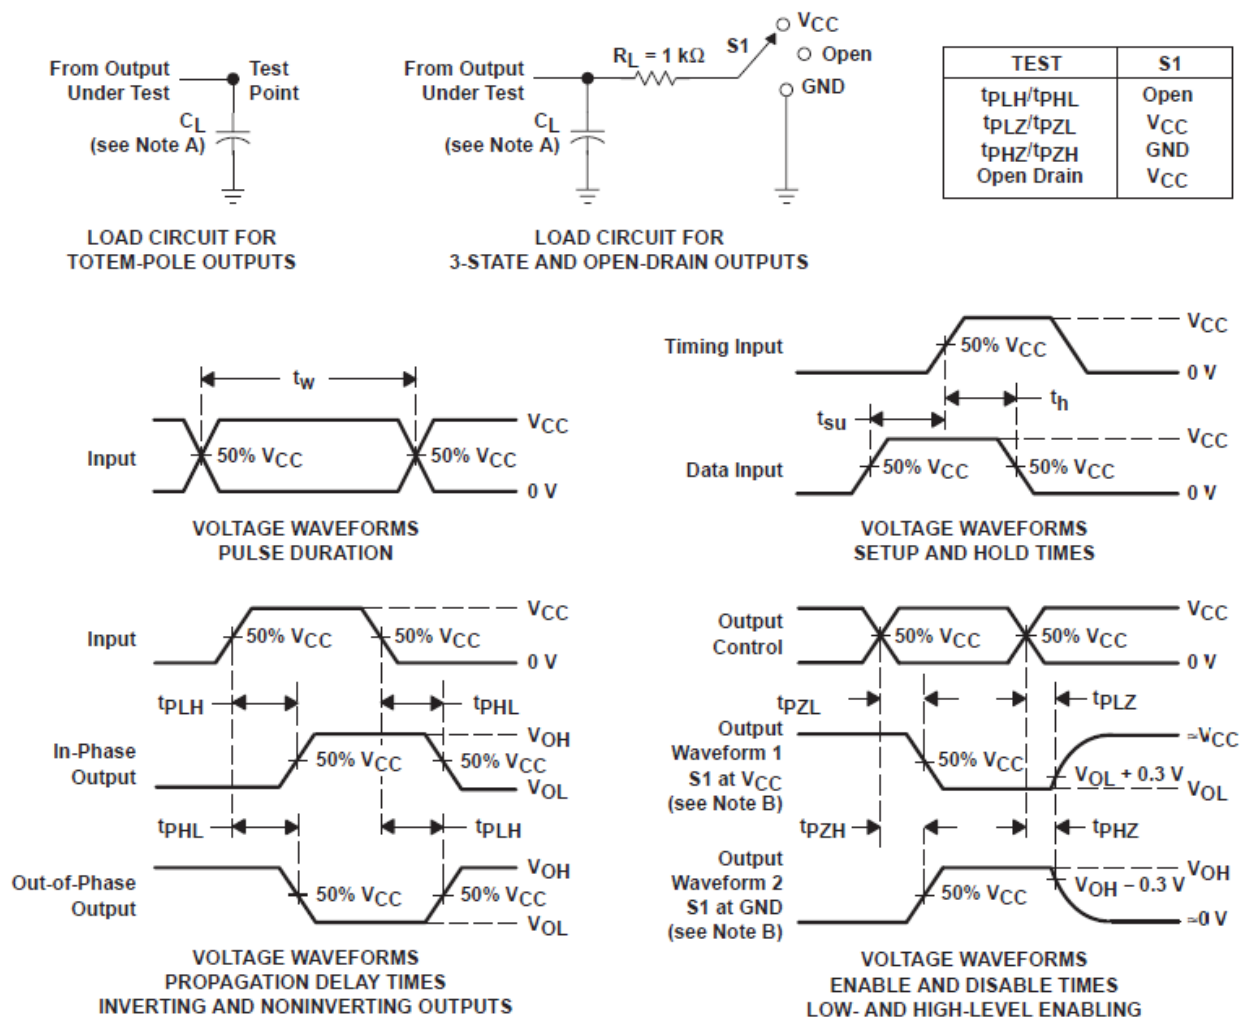 From Output
Under Test
Test
Point
CL
(see Note A)
LOAD CIRCUIT FOR
TOTEM-POLE OUTPUTS
From Output
Under Test
RL = 1 kΩ
S1
VCC
Open
GND
CL
(see Note A)
LOAD CIRCUIT FOR
3-STATE AND OPEN-DRAIN OUTPUTS
TEST S1
tPLH/tPHL Open
tPLZ/tPZL VCC
tPHZ/tPZH GND
Open Drain VCC
tw
Input
50% VCC
50% VCC
VCC
0 V
VOLTAGE WAVEFORMS
PULSE DURATION
Timing Input
50% VCC
VCC
0 V
tsu
th
Data Input
50% VCC
50% VCC
VCC
0 V
VOLTAGE WAVEFORMS
SETUP AND HOLD TIMES
Input
50% VCC
50% VCC
VCC
0 V
tPLH
tPHL
In-Phase
Output
50% VCC
50% VCC
VOH
VOL
tPHL
tPLH
Out-of-Phase
Output
50% VCC
50% VCC
VOH
VOL
VOLTAGE WAVEFORMS
PROPAGATION DELAY TIMES
INVERTING AND NONINVERTING OUTPUTS
Output
Control
50% VCC
50% VCC
VCC
0 V
tPZL
tPLZ
Output
Waveform 1
S1 at VCC
(see Note B)
50% VCC
VOL + 0.3 V
≈VCC
VOL
tPZH
tPHZ
Output
Waveform 2
S1 at GND
(see Note B)
50% VCC
VOH − 0.3 V
VOH
≈0 V
VOLTAGE WAVEFORMS
ENABLE AND DISABLE TIMES
LOW- AND HIGH-LEVEL ENABLING